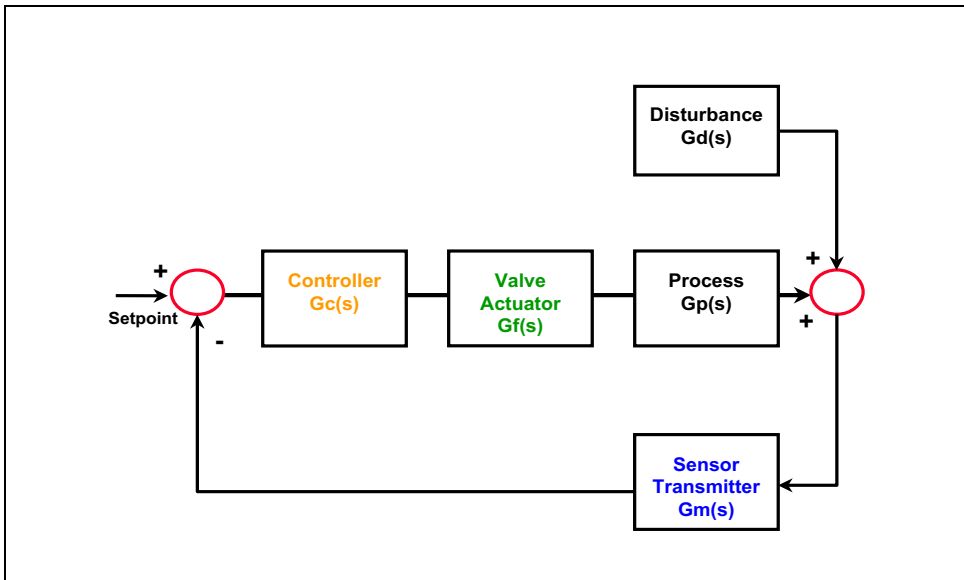 Disturbance
Gd(s)
+
+
Setpoint
-
Controller
Gc(s)
Valve
Actuator
Gf(s)
Process
Gp(s)
+
Sensor
Transmitter
Gm(s)